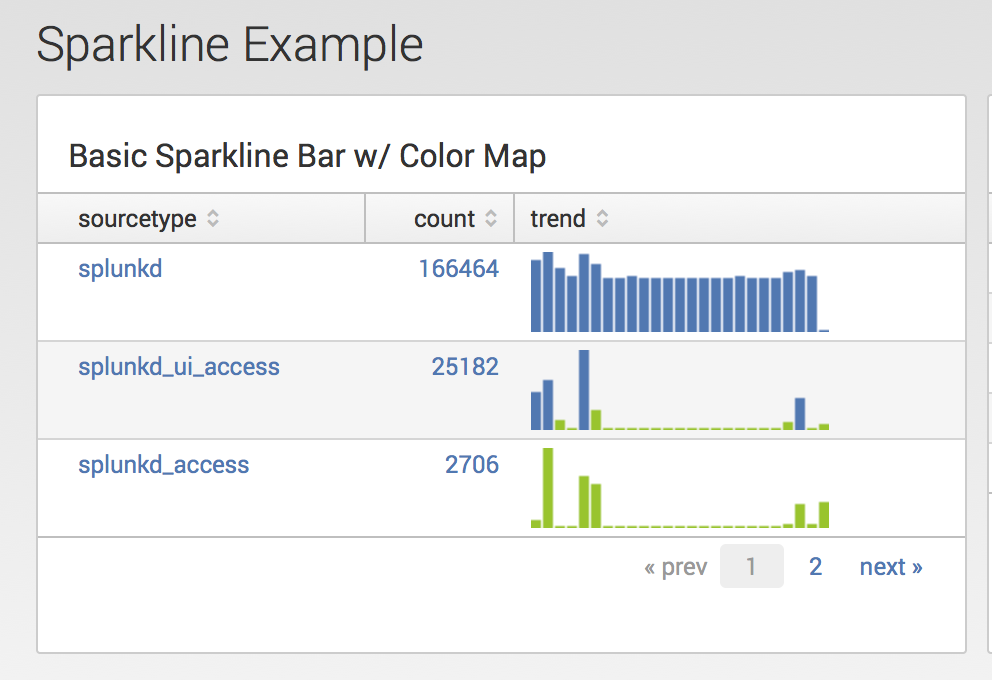 Sparkline Example
Basic Sparkline Bar w/ Color Map
sourcetype count trend
splunkd 166464
splunkd_ui_access 25182
splunkd_access 2706
« prev 1 2 next »